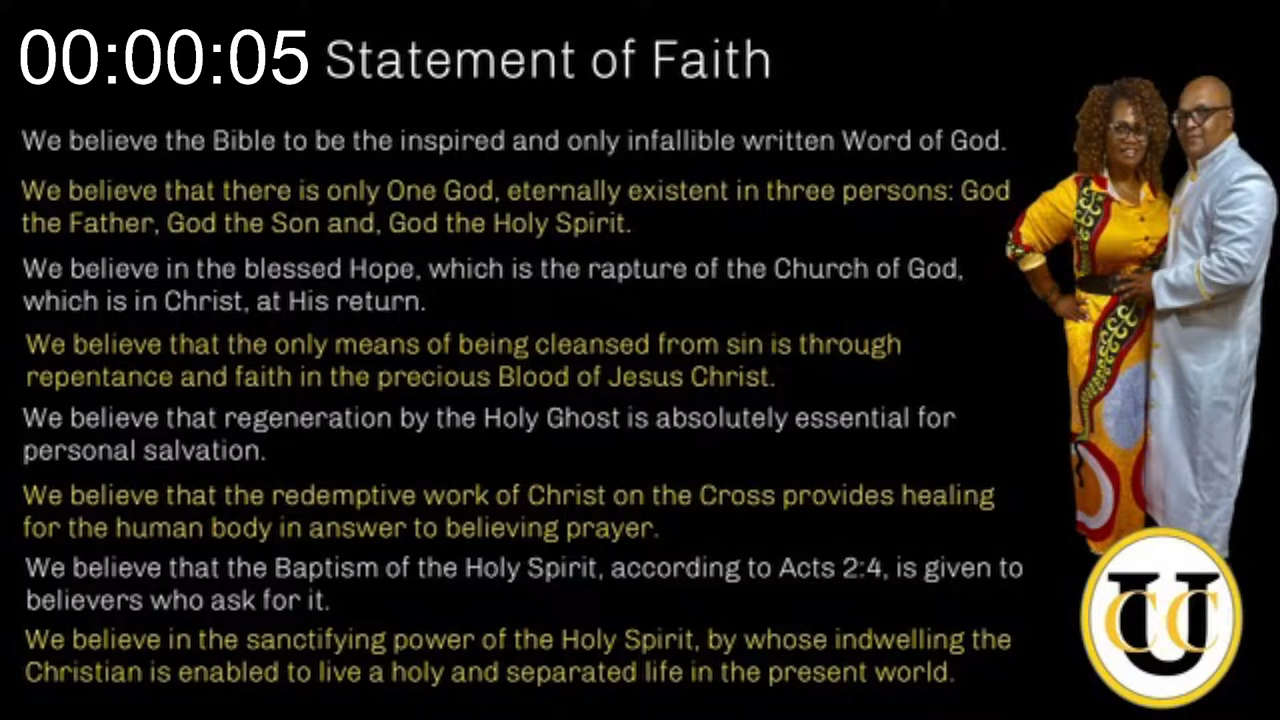 00:00:05 Statement of Faith
We believe the Bible to be the inspired and only infallible written Word of God.
We believe that there is only One God, eternally existent in three persons: God
the Father, God the Son and, God the Holy Spirit.
We believe in the blessed Hope, which is the rapture of the Church of God,
which is in Christ, at His return.
We believe that the only means of being cleansed from sin is through
repentance and faith in the precious Blood of Jesus Christ.
We believe that regeneration by the Holy Ghost is absolutely essential for
personal salvation.
We believe that the redemptive work of Christ on the Cross provides healing
for the human body in answer to believing prayer.
We believe that the Baptism of the Holy Spirit, according to Acts 2:4, is given to
believers who ask for it.
We believe in the sanctifying power of the Holy Spirit, by whose indwelling the
Christian is enabled to live a holy and separated life in the present world.
CUC